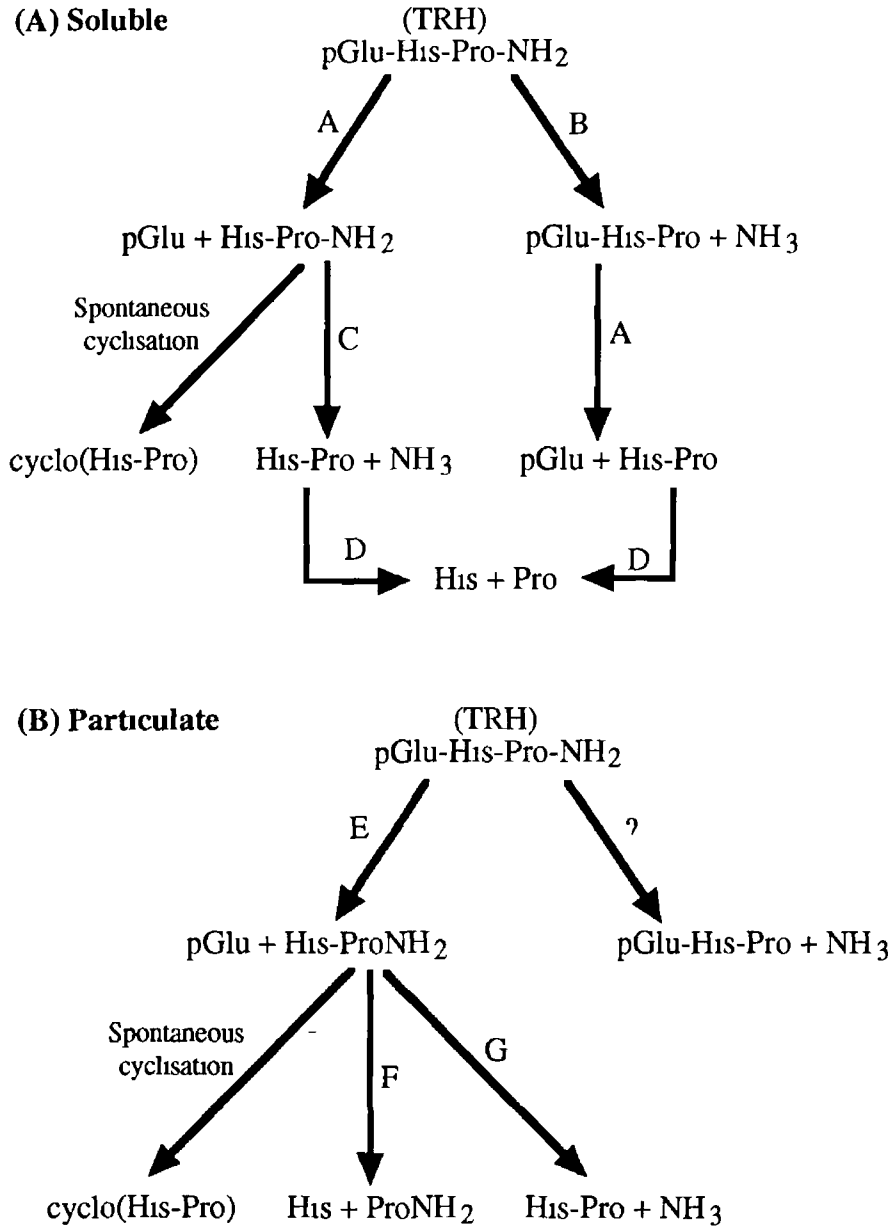 (A) Soluble
(TRH)
pGlu-His-Pro-NH2
A
B
pGlu + His-Pro-NH2
pGlu-His-Pro + NH3
Spontaneous
cyclisation
C
A
cyclo(His-Pro)
His-Pro + NH3
pGlu + His-Pro
D
D
His + Pro
(B) Particulate
(TRH)
pGlu-His-Pro-NH2
E
?
pGlu + His-ProNH2
pGlu-His-Pro + NH3
Spontaneous
cyclisation
F
G
cyclo(His-Pro)
His + ProNH2
His-Pro + NH3